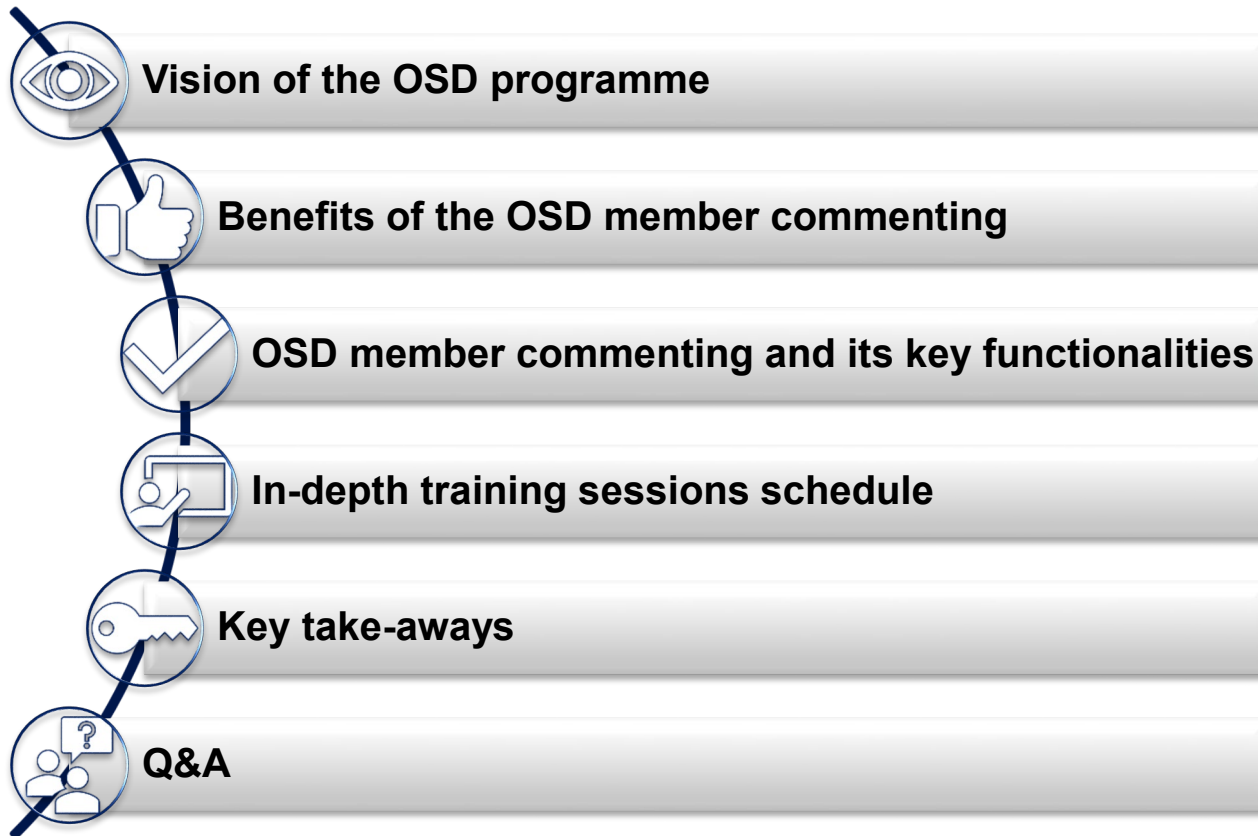 Vision of the OSD programme
Benefits of the OSD member commenting
OSD member commenting and its key functionalities
In-depth training sessions schedule
Key take-aways
?
Q&A